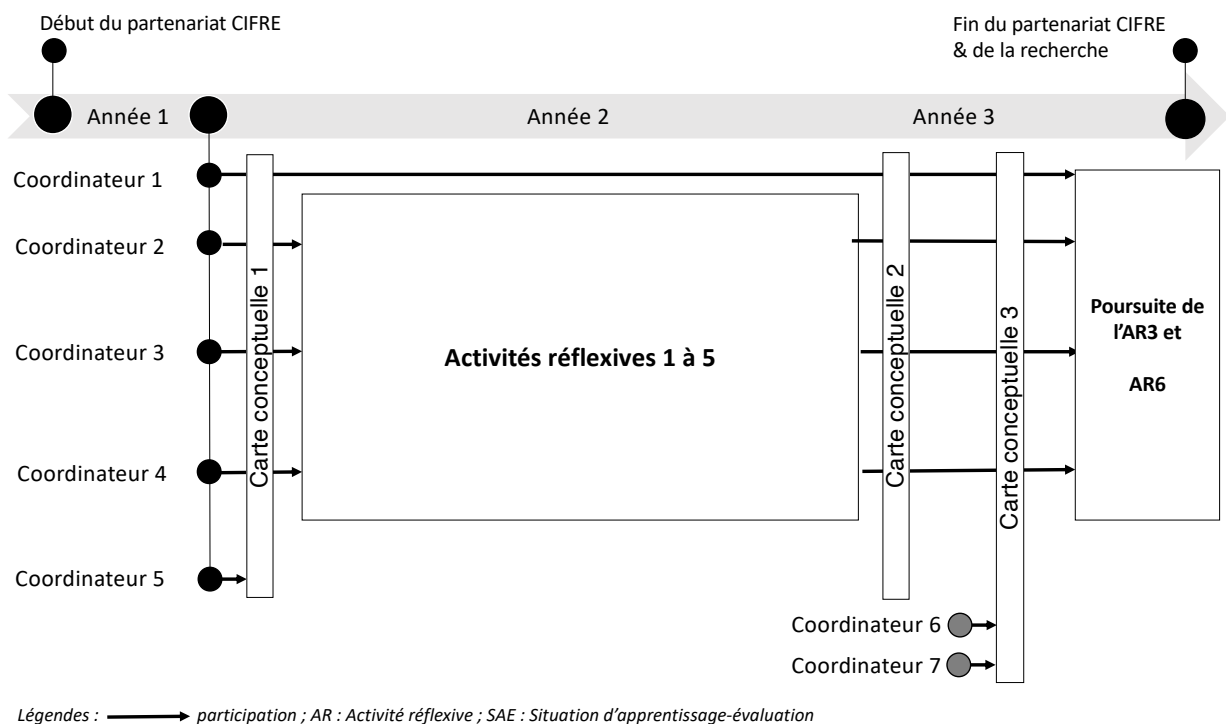 Début du partenariat CIFRE
Fin du partenariat CIFRE
& de la recherche
Année 1
Année 2
Année 3
Coordinateur 1
Coordinateur 2
Coordinateur 3
Coordinateur 4
Coordinateur 5
Carte conceptuelle 1
Activités réflexives 1 à 5
Carte conceptuelle 2
Carte conceptuelle 3
Poursuite de
l’AR3 et
AR6
Coordinateur 6
Coordinateur 7
Légendes : participation ; AR : Activité réflexive ; SAE : Situation d’apprentissage-évaluation